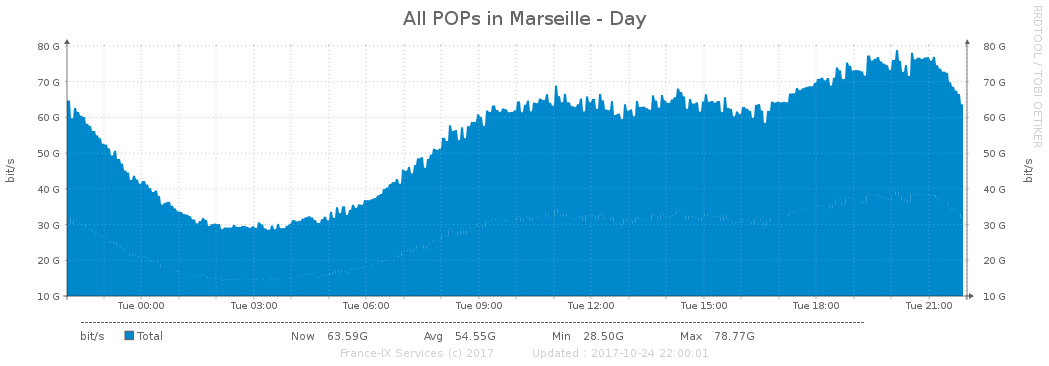 All POPs in Marseille - Day
RRDTOOL / TOBI OETIKER
80 G 80 G
70 G 70 G
60 G 60 G
50 G 50 G
40 G 40 G
30 G 30 G
20 G 20 G
10 G 10 G
bit/s bit/s
Tue 00:00 Tue 03:00 Tue 06:00 Tue 09:00 Tue 12:00 Tue 15:00 Tue 18:00 Tue 21:00
bit/s Total Now 63.59G Avg 54.55G Min 28.50G Max 78.77G
France-IX Services (c) 2017 Updated : 2017-10-24 22:00:01